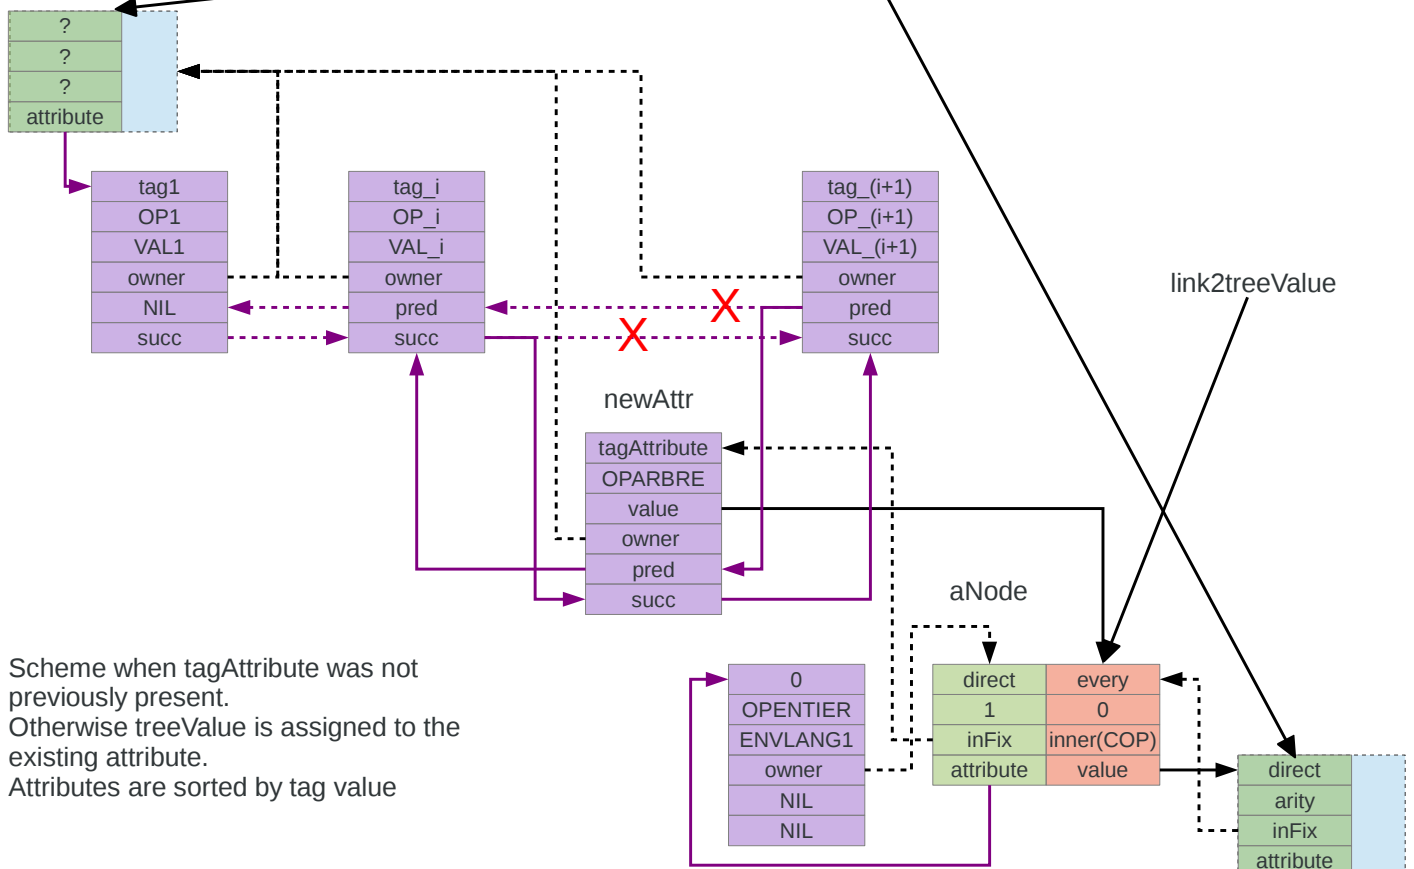 ?
?
?
attribute
tag1
OP1
VAL1
owner
NIL
succ
tag_i
OP_i
VAL_i
owner
pred
succ
tag_(i+1)
OP_(i+1)
VAL_(i+1)
owner
pred
succ
X
X
link2treeValue
newAttr
tagAttribute
OPARBRE
value
owner
pred
succ
aNode
Scheme when tagAttribute was not
previously present.
Otherwise treeValue is assigned to the
existing attribute.
Attributes are sorted by tag value
0
OPENTIER
ENVLANG1
owner
NIL
NIL
direct
1
inFix
attribute
every
0
inner(COP)
value
direct
arity
inFix
attribute